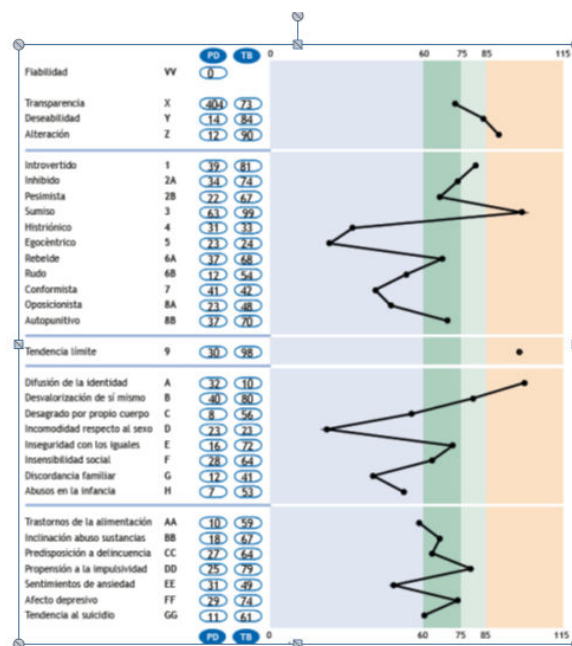 PD TB 0 60 75 85 115
Fiabilidad VV 0
Transparencia X 404 73
Deseabilidad Y 14 84
Alteración Z 12 90
Introvertido 1 39 81
Inhibido 2A 34 74
Pesimista 2B 22 67
Sumiso 3 63 99
Histriónico 4 31 33
Egocéntrico 5 23 24
Rebelde 6A 37 68
Rudo 6B 12 54
Conformista 7 41 42
Oposicionista 8A 23 48
Autopunitivo 8B 37 70
Tendencia límite 9 30 98
Difusión de la identidad A 32 10
Desvalorización de sí mismo B 40 80
Desagrado por propio cuerpo C 8 56
Incomodidad respecto al sexo D 23 23
Inseguridad con los iguales E 16 72
Insensibilidad social F 28 64
Discordancia familiar G 12 41
Abusos en la infancia H 7 53
Trastornos de la alimentación AA 10 59
Inclinación abuso sustancias BB 18 67
Predisposición a delincuencia CC 27 64
Propensión a la impulsividad DD 25 79
Sentimientos de ansiedad EE 31 49
Afecto depresivo FF 29 74
Tendencia al suicidio GG 11 61
PD TB 0 60 75 85 115